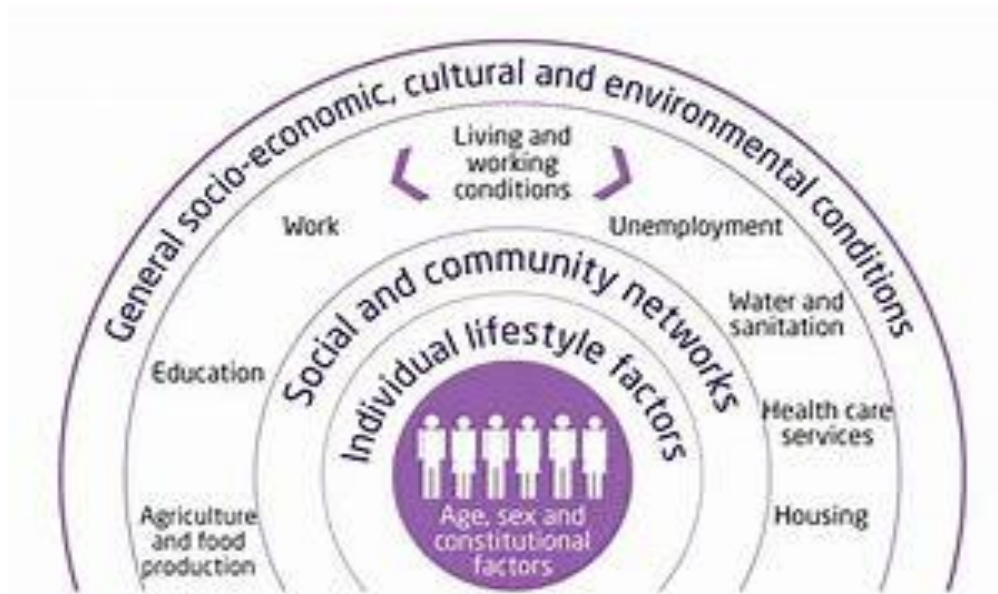 General socio-economic, cultural and environmental conditions
Living and
working
conditions
Work
Unemployment
Social and community networks
Water and
sanitation
Individual lifestyle factors
Education
Health care
services
Agriculture
and food
production
Housing
Age, sex and
constitutional
factors